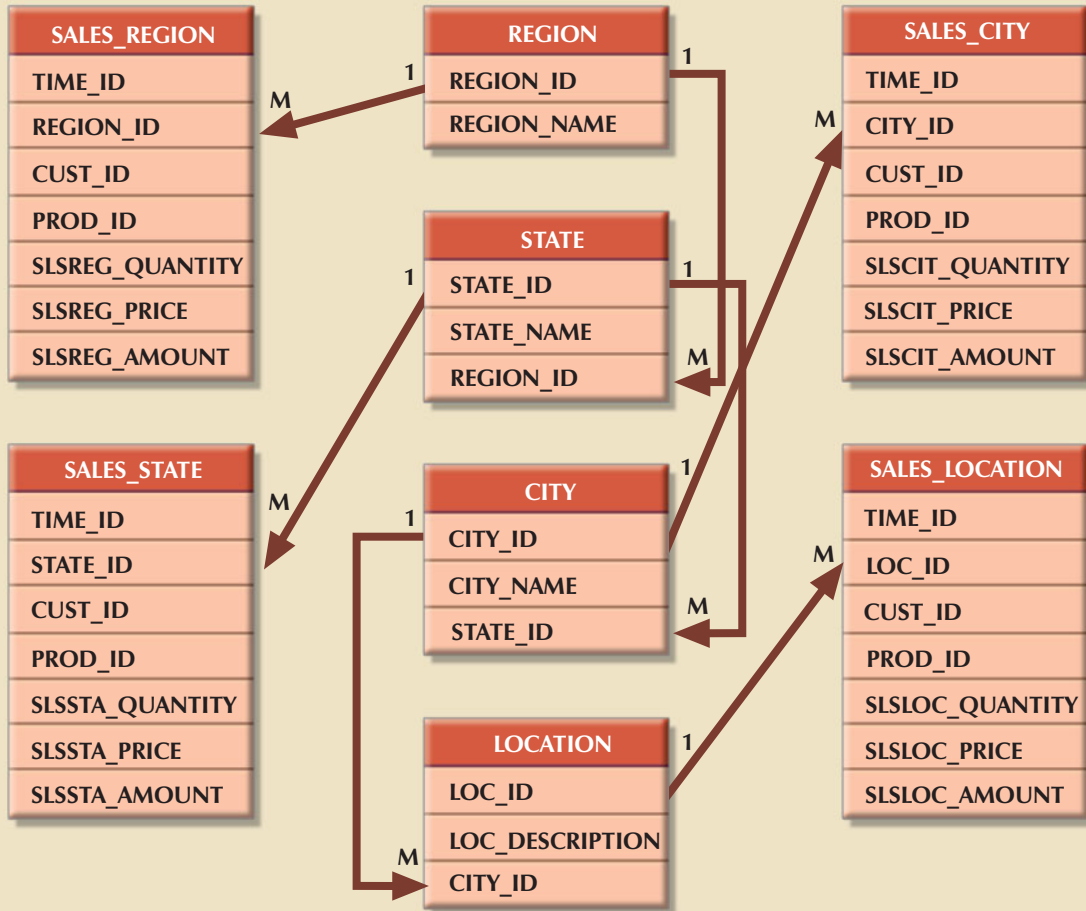 SALES_REGION
TIME_ID
REGION_ID
CUST_ID
PROD_ID
SLSREG_QUANTITY
SLSREG_PRICE
SLSREG_AMOUNT
M
1
REGION
REGION_ID
REGION_NAME
1
SALES_CITY
TIME_ID
CITY_ID
CUST_ID
PROD_ID
SLSCIT_QUANTITY
SLSCIT_PRICE
SLSCIT_AMOUNT
M
1
STATE
STATE_ID
STATE_NAME
REGION_ID
1
M
SALES_STATE
TIME_ID
STATE_ID
CUST_ID
PROD_ID
SLSSTA_QUANTITY
SLSSTA_PRICE
SLSSTA_AMOUNT
M
1
CITY
CITY_ID
CITY_NAME
STATE_ID
1
M
SALES_LOCATION
TIME_ID
LOC_ID
CUST_ID
PROD_ID
SLSLOC_QUANTITY
SLSLOC_PRICE
SLSLOC_AMOUNT
M
LOCATION
LOC_ID
LOC_DESCRIPTION
CITY_ID
1
M